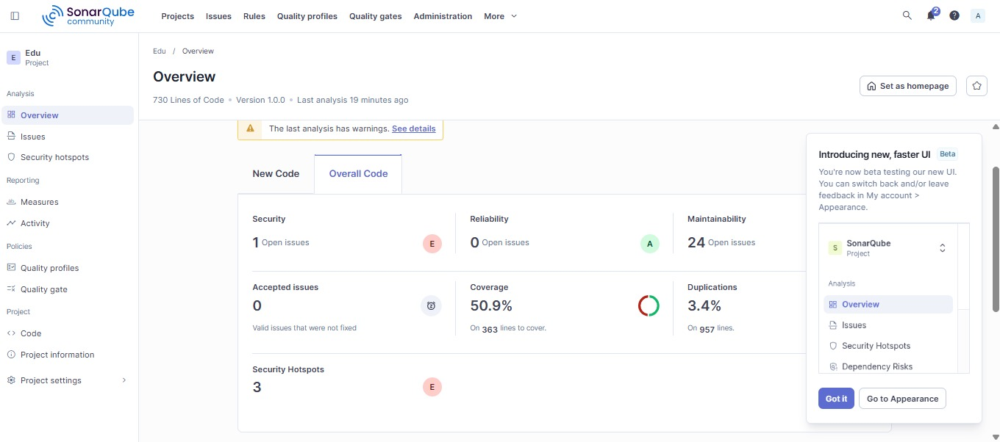 SonarQube community
Projects Issues Rules Quality profiles Quality gates Administration More
2
A
E
Edu
Project
Analysis
Overview
Issues
Security hotspots
Reporting
Measures
Activity
Policies
Quality profiles
Quality gate
Project
Code
Project information
Project settings
Edu / Overview
Overview
730 Lines of Code • Version 1.0.0 • Last analysis 19 minutes ago
Set as homepage
The last analysis has warnings. See details
New Code
Overall Code
Security
1 Open issues
E
Reliability
0 Open issues
A
Maintainability
24 Open issues
Accepted issues
0
Valid issues that were not fixed
Coverage
50.9%
On 363 lines to cover.
Duplications
3.4%
On 957 lines.
Security Hotspots
3
E
Introducing new, faster UI Beta
You're now beta testing our new UI.
You can switch back and/or leave
feedback in My account >
Appearance.
S
SonarQube
Project
Analysis
Overview
Issues
Security Hotspots
Dependency Risks
Got it
Go to Appearance